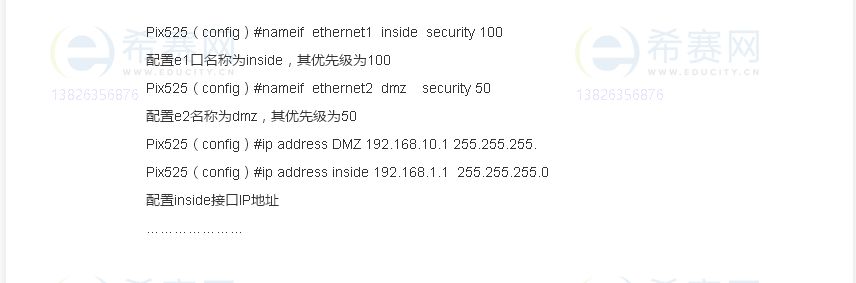 Pix525（config）#nameif  ethernet1  inside  security 100
希赛网
WWW.EDUCITY.CN
希赛网
WWW.EDUCITY.CN
配置e1口名称为inside，其优先级为100
Pix525（config）#nameif  ethernet2  dmz    security 50
13826356876
13826356876
配置e2名称为dmz，其优先级为50
Pix525（config）#ip address DMZ 192.168.10.1 255.255.255.
Pix525（config）#ip address inside 192.168.1.1  255.255.255.0
配置inside接口IP地址
…………………